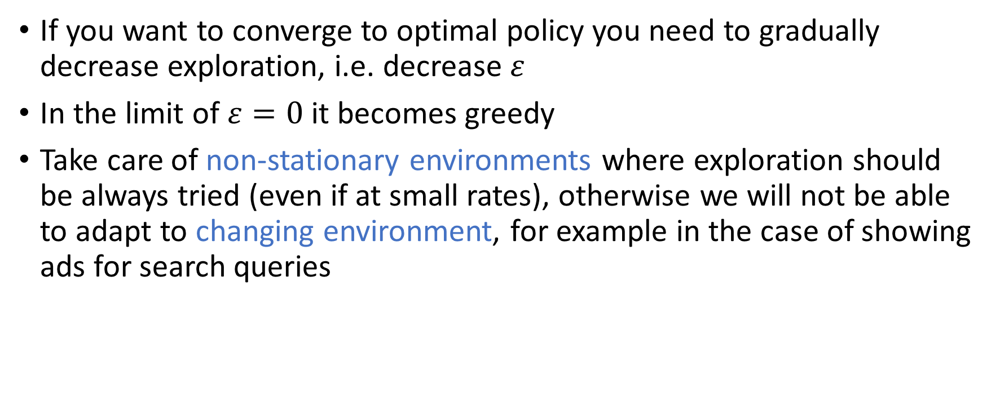 • If you want to converge to optimal policy you need to gradually
decrease exploration, i.e. decrease ε
• In the limit of ε = 0 it becomes greedy
• Take care of non-stationary environments where exploration should
be always tried (even if at small rates), otherwise we will not be able
to adapt to changing environment, for example in the case of showing
ads for search queries